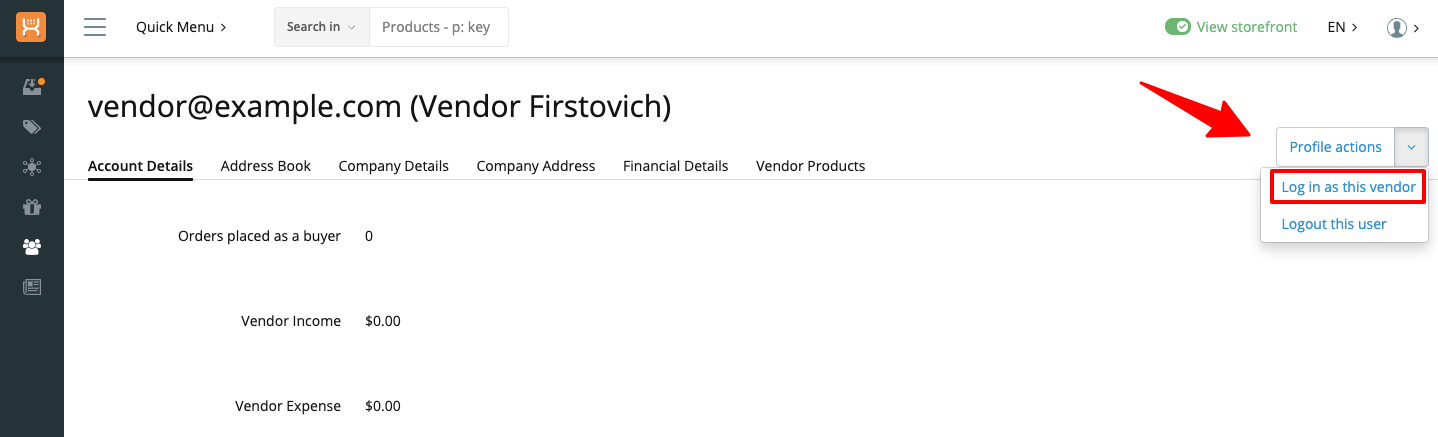 Quick Menu
Search in
Products - p: key
View storefront
EN
vendor@example.com (Vendor Firstovich)
Profile actions
Account Details
Address Book
Company Details
Company Address
Financial Details
Vendor Products
Log in as this vendor
Logout this user
Orders placed as a buyer 0
Vendor Income $0.00
Vendor Expense $0.00